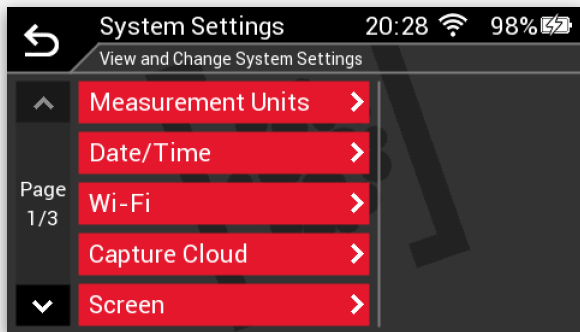 System Settings 20:28 98%
View and Change System Settings
Measurement Units
Date/Time
Page
1/3
Wi-Fi
Capture Cloud
Screen